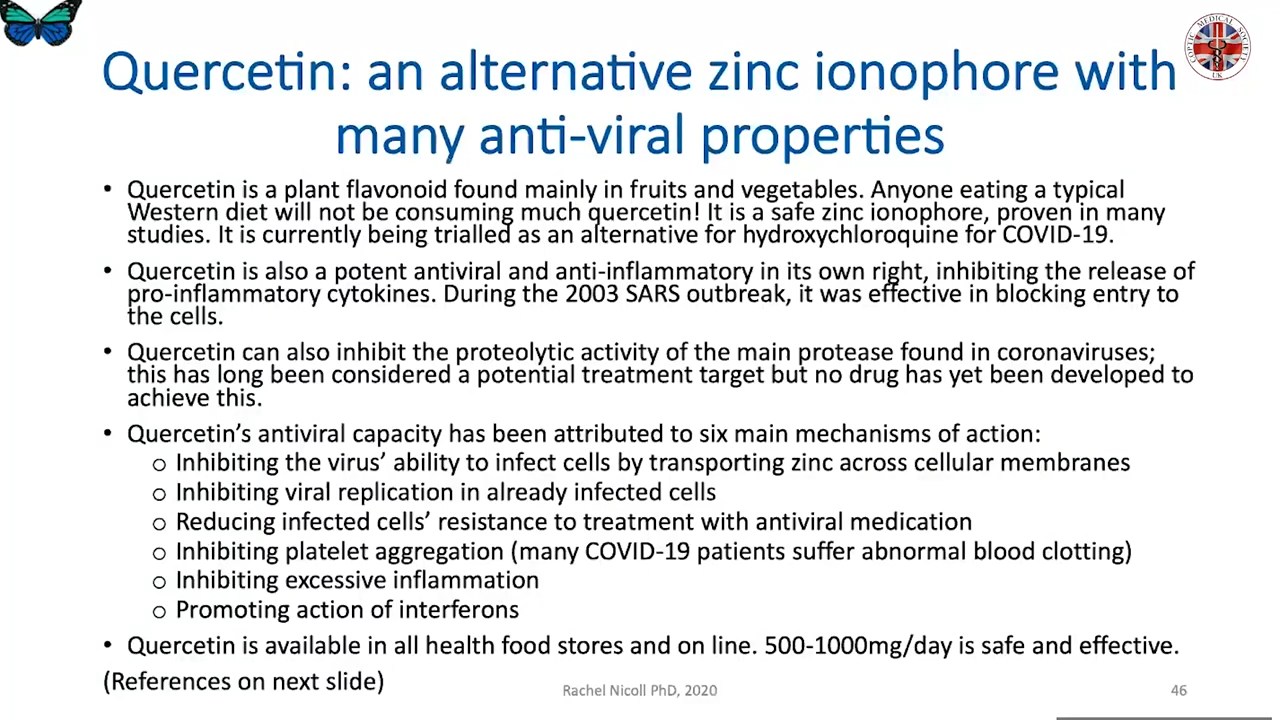 COPTIC MEDICAL SOCIETY
UK
Quercetin: an alternative zinc ionophore with
many anti-viral properties
• Quercetin is a plant flavonoid found mainly in fruits and vegetables. Anyone eating a typical
Western diet will not be consuming much quercetin! It is a safe zinc ionophore, proven in many
studies. It is currently being trialled as an alternative for hydroxychloroquine for COVID-19.
• Quercetin is also a potent antiviral and anti-inflammatory in its own right, inhibiting the release of
pro-inflammatory cytokines. During the 2003 SARS outbreak, it was effective in blocking entry to
the cells.
• Quercetin can also inhibit the proteolytic activity of the main protease found in coronaviruses;
this has long been considered a potential treatment target but no drug has yet been developed to
achieve this.
• Quercetin’s antiviral capacity has been attributed to six main mechanisms of action:
o Inhibiting the virus’ ability to infect cells by transporting zinc across cellular membranes
o Inhibiting viral replication in already infected cells
o Reducing infected cells’ resistance to treatment with antiviral medication
o Inhibiting platelet aggregation (many COVID-19 patients suffer abnormal blood clotting)
o Inhibiting excessive inflammation
o Promoting action of interferons
• Quercetin is available in all health food stores and on line. 500-1000mg/day is safe and effective.
(References on next slide)
Rachel Nicoll PhD, 2020
46